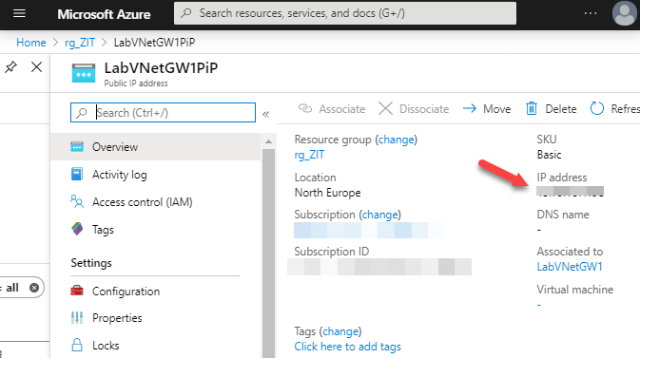 Microsoft Azure
Search resources, services, and docs (G+/)
...
Home > rg_ZIT > LabVNetGW1PiP
LabVNetGW1PiP
Public IP address
Search (Ctrl+/)
«
Overview
Activity log
Access control (IAM)
Tags
Settings
Configuration
Properties
Locks
: all
Associate
Dissociate
Move
Delete
Refres
Resource group (change)
rg_ZIT
Location
North Europe
Subscription (change)
Subscription ID
Tags (change)
Click here to add tags
SKU
Basic
IP address
DNS name
-
Associated to
LabVNetGW1
Virtual machine
-